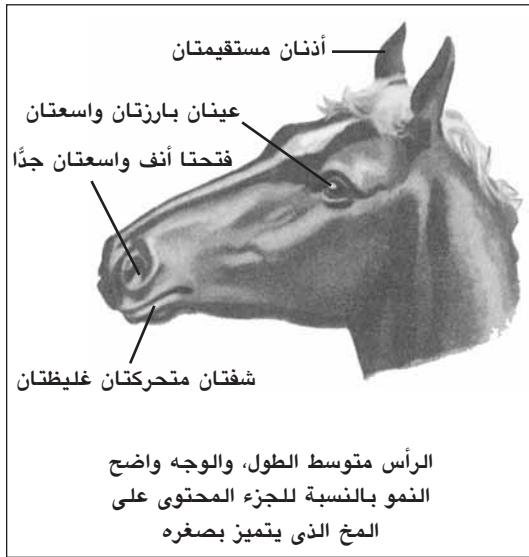 أذنان مستقيمتان
عينان بارزتان واسعتان
فتحتا أنف واسعتان جدًّا
شفتان متحركتان غليظتان
الرأس متوسط الطول، والوجه واضح
النمو بالنسبة للجزء المحتوى على
المخ الذى يتميز بصغره